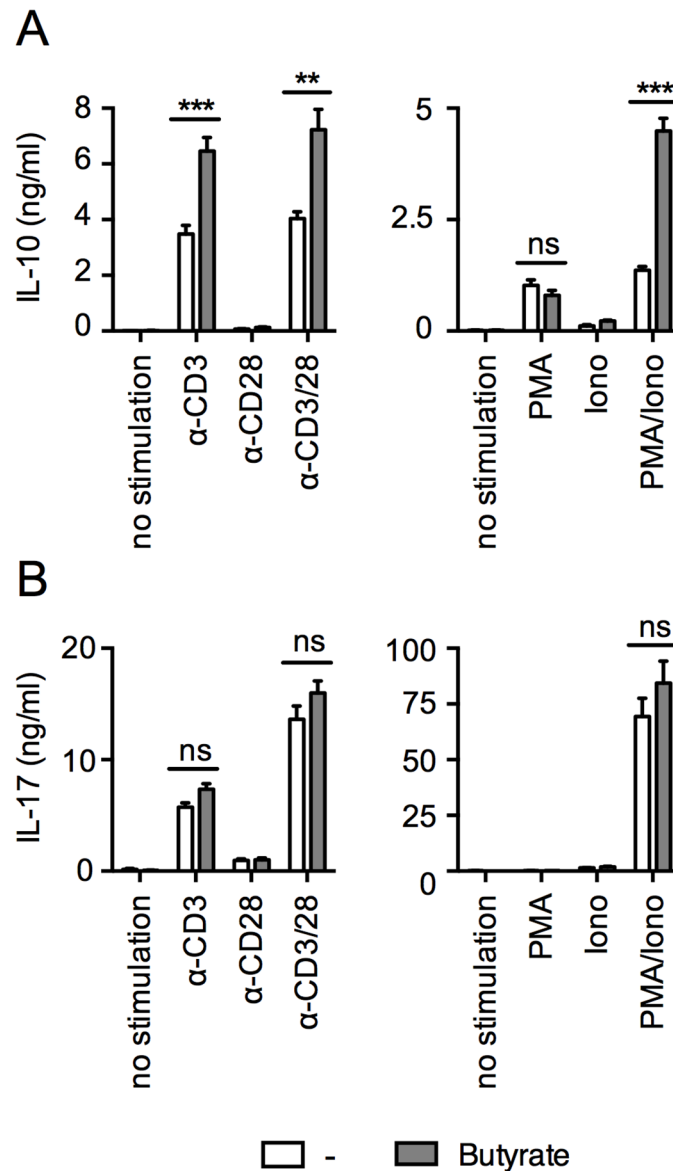 A
IL-10 (ng/ml)
8
6
4
2
0
***
**
no stimulation
α-CD3
α-CD28
α-CD3/28
5
2.5
0
ns
***
no stimulation
PMA
Iono
PMA/Iono
B
IL-17 (ng/ml)
20
10
0
ns
ns
no stimulation
α-CD3
α-CD28
α-CD3/28
100
75
50
25
0
ns
no stimulation
PMA
Iono
PMA/Iono
- Butyrate